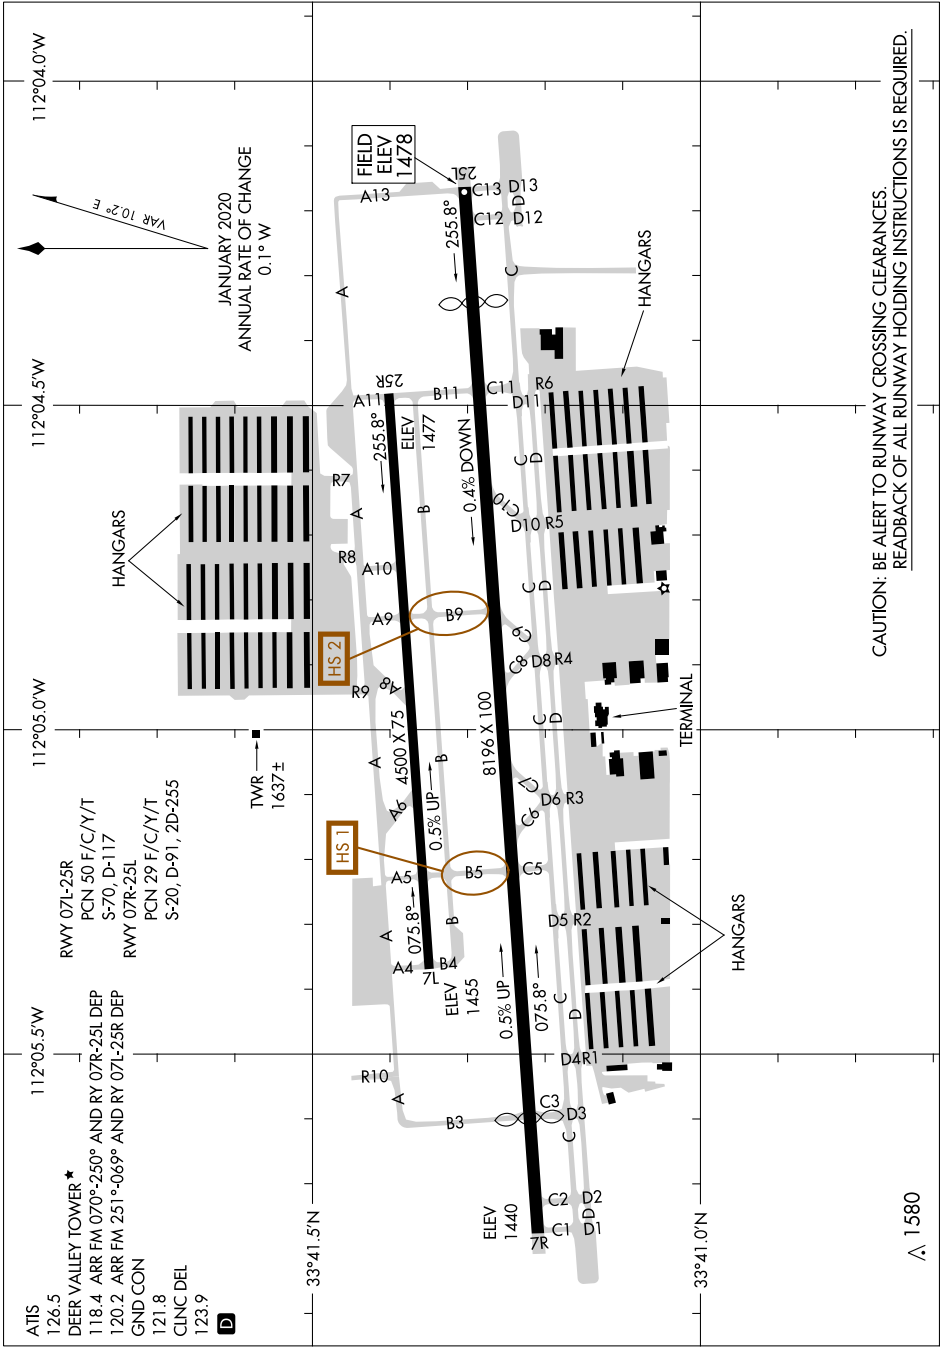 ATIS
126.5
DEER VALLEY TOWER ★
118.4 ARR FM 070°-250° AND RY 07R-25L DEP
120.2 ARR FM 251°-069° AND RY 07L-25R DEP
GND CON
121.8
CLNC DEL
123.9
D
RWY 07L-25R
PCN 50 F/C/Y/T
S-70, D-117
RWY 07R-25L
PCN 29 F/C/Y/T
S-20, D-91, 2D-255
112°05.5'W
112°05.0'W
112°04.5'W
112°04.0'W
VAR 10.2° E
JANUARY 2020
ANNUAL RATE OF CHANGE
0.1° W
TWR
1637±
HANGARS
33°41.5'N
FIELD
ELEV
1478
HS 1
HS 2
R10
R9
R8
R7
A
A
A
A
A
A13
A4
A5
A6
A8
A9
A10
A11
7L
075.8°
4500 X 75
255.8°
25R
0.5% UP
ELEV
1455
ELEV
1477
B3
B4
B
B5
B
B9
B
B11
ELEV
1440
7R
0.5% UP
075.8°
8196 X 100
0.4% DOWN
255.8°
25L
C1
C2
C3
C
C
C5
C6
C7
C
C8
C9
C
C10
C
C11
C
C12
C13
D1
D
D2
D3
D4
R1
D
D5 R2
D6 R3
D
D8 R4
D
D10 R5
D
D11
R6
D12
D
D13
HANGARS
TERMINAL
HANGARS
33°41.0'N
1580
CAUTION: BE ALERT TO RUNWAY CROSSING CLEARANCES.
READBACK OF ALL RUNWAY HOLDING INSTRUCTIONS IS REQUIRED.